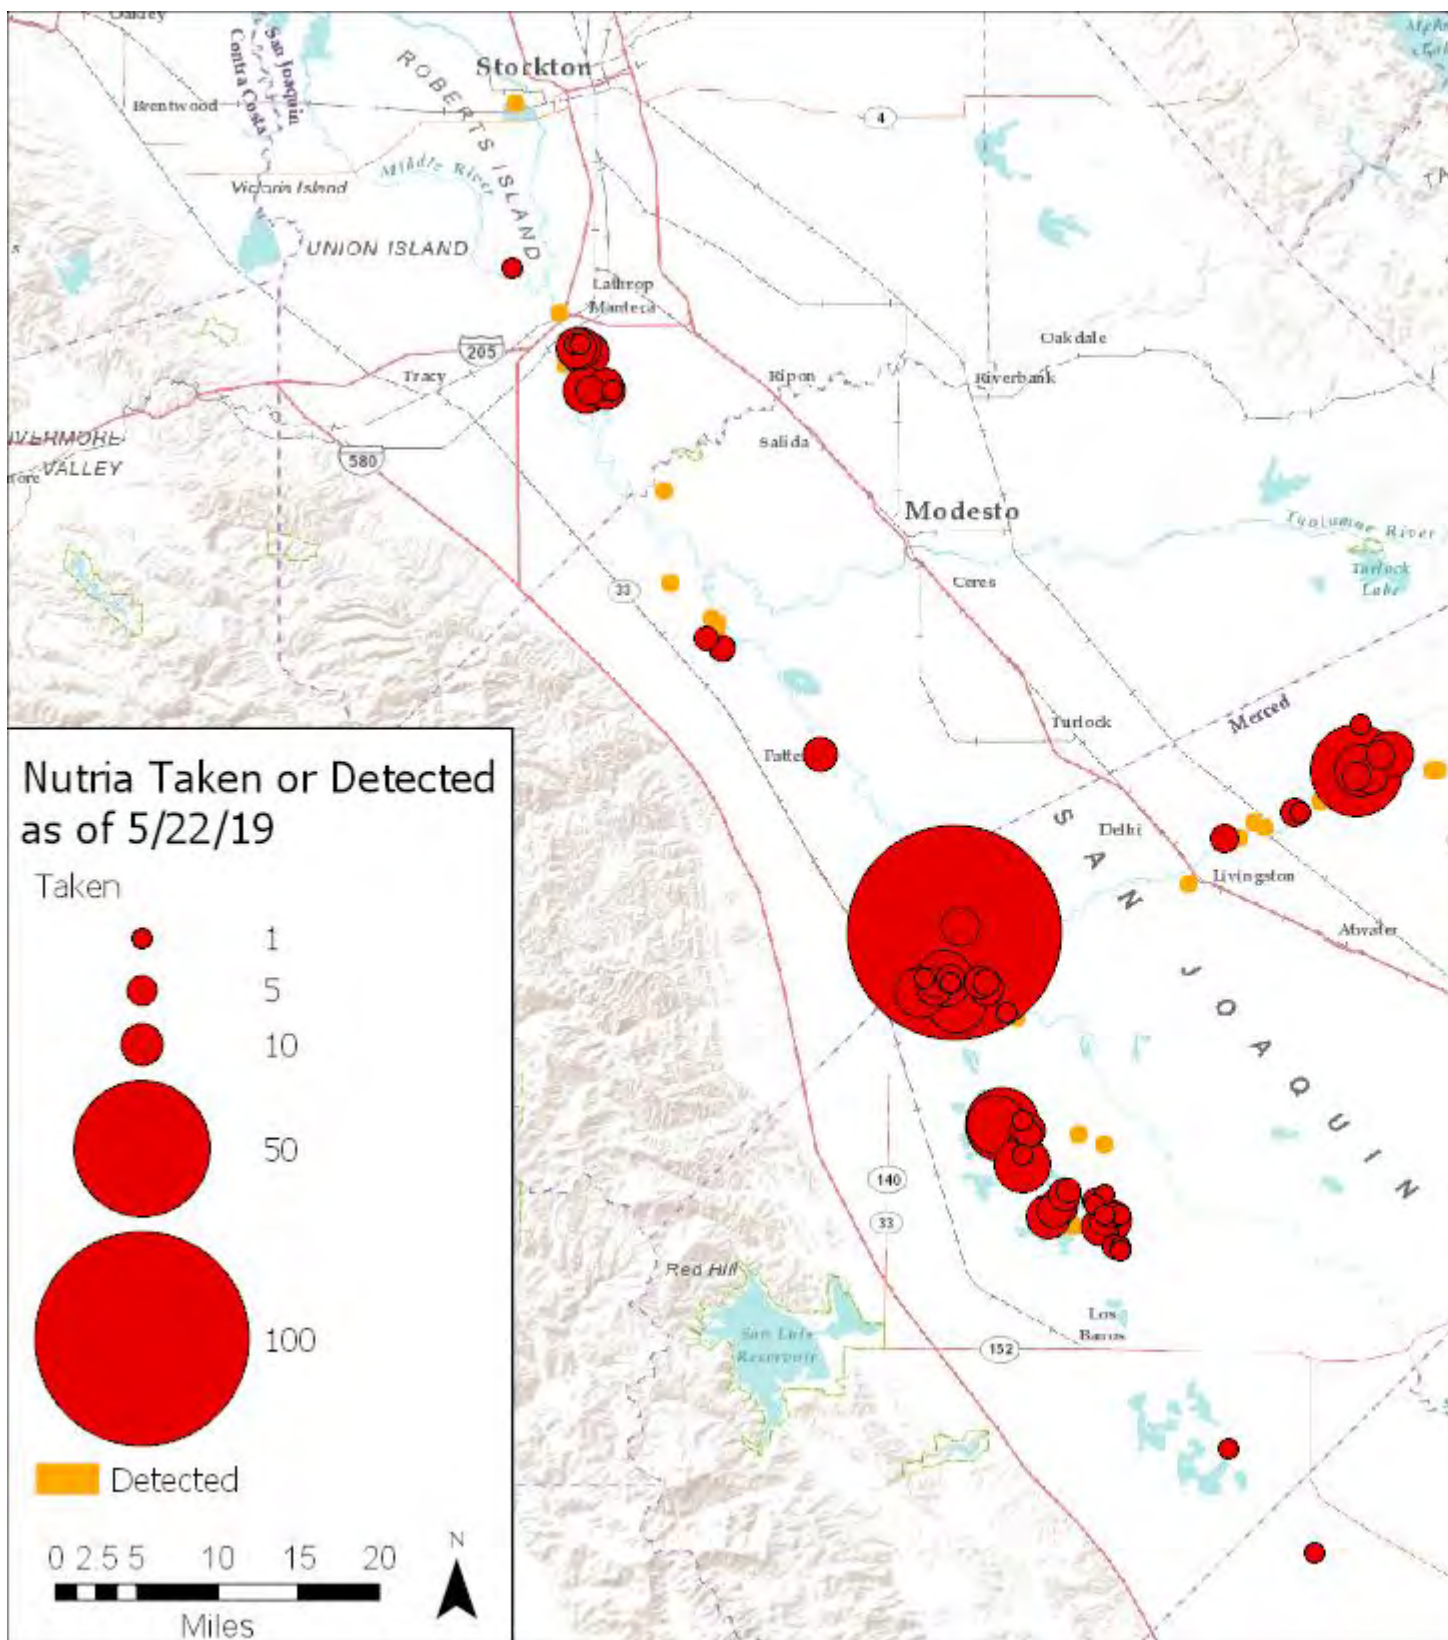 Oakley
San Joaquin
Contra Costa
Stockton
Brentwood
ROBERTS ISLAND
4
Middle River
Victoria Island
UNION ISLAND
Lathrop
Manteca
205
Tracy
Ripon
Riverbank
Oakdale
Salida
580
VALLEY
Modesto
Tuolumne River
Turlock
Lake
Ceres
33
Merced
Turlock
Patte
Delhi
Livingston
Atwater
SAN JOAQUIN
140
33
Red Hill
San Luis
Reservoir
Los
Banos
152
Nutria Taken or Detected
as of 5/22/19
Taken
1
5
10
50
100
Detected
0 2.5 5 10 15 20
Miles
N